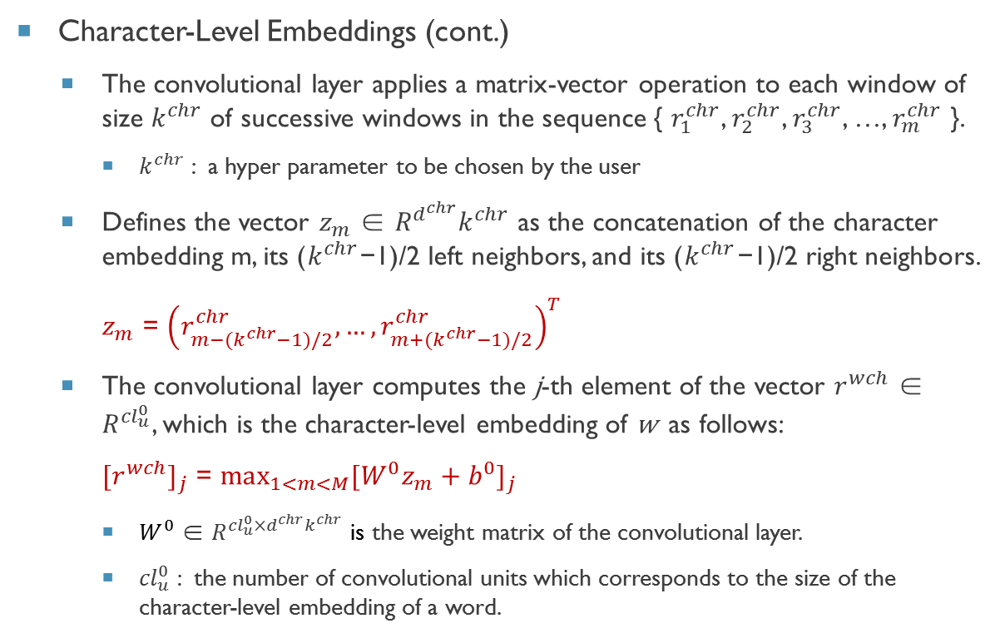 Character-Level Embeddings (cont.)
The convolutional layer applies a matrix-vector operation to each window of
size $k^{chr}$ of successive windows in the sequence { $r_1^{chr}, r_2^{chr}, r_3^{chr}, …, r_m^{chr}$ }.
$k^{chr}$ : a hyper parameter to be chosen by the user
Defines the vector $z_m \in R^{d^{chr}} k^{chr}$ as the concatenation of the character
embedding m, its $(k^{chr}-1)/2$ left neighbors, and its $(k^{chr}-1)/2$ right neighbors.
$z_m = \left(r_{m-(k^{chr}-1)/2}^{chr}, …, r_{m+(k^{chr}-1)/2}^{chr}\right)^T$
The convolutional layer computes the j-th element of the vector $r^{wch} \in$
$R^{cl_u^0}$, which is the character-level embedding of $w$ as follows:
$[r^{wch}]_j = \max_{1<m<M}[W^0 z_m + b^0]_j$
$W^0 \in R^{cl_u^0 \times d^{chr} k^{chr}}$ is the weight matrix of the convolutional layer.
$cl_u^0$ : the number of convolutional units which corresponds to the size of the
character-level embedding of a word.